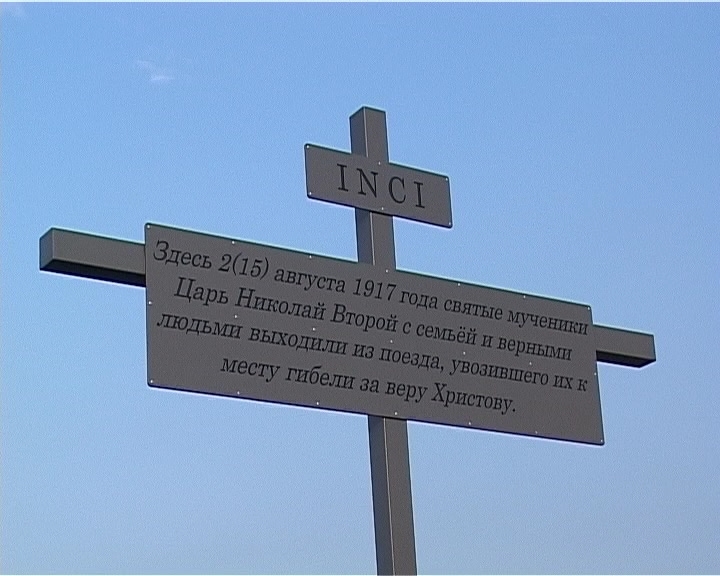 INCI
Здесь 2(15) августа 1917 года святые мученики
Царь Николай Второй с семьёй и верными
людьми выходили из поезда, увозившего их к
месту гибели за веру Христову.